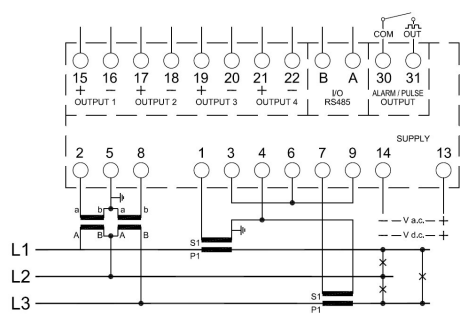 COM OUT
15 16 17 18 19 20 21 22 B A 30 31
+ − + − + − + −
OUTPUT 1 OUTPUT 2 OUTPUT 3 OUTPUT 4 I/O RS485 ALARM / PULSE OUTPUT
SUPPLY
2 5 8 1 3 4 6 7 9 14 13
a b a b
− V a.c. +
A B A B
S1
− V d.c. +
L1
P1
L2
S1
L3
P1